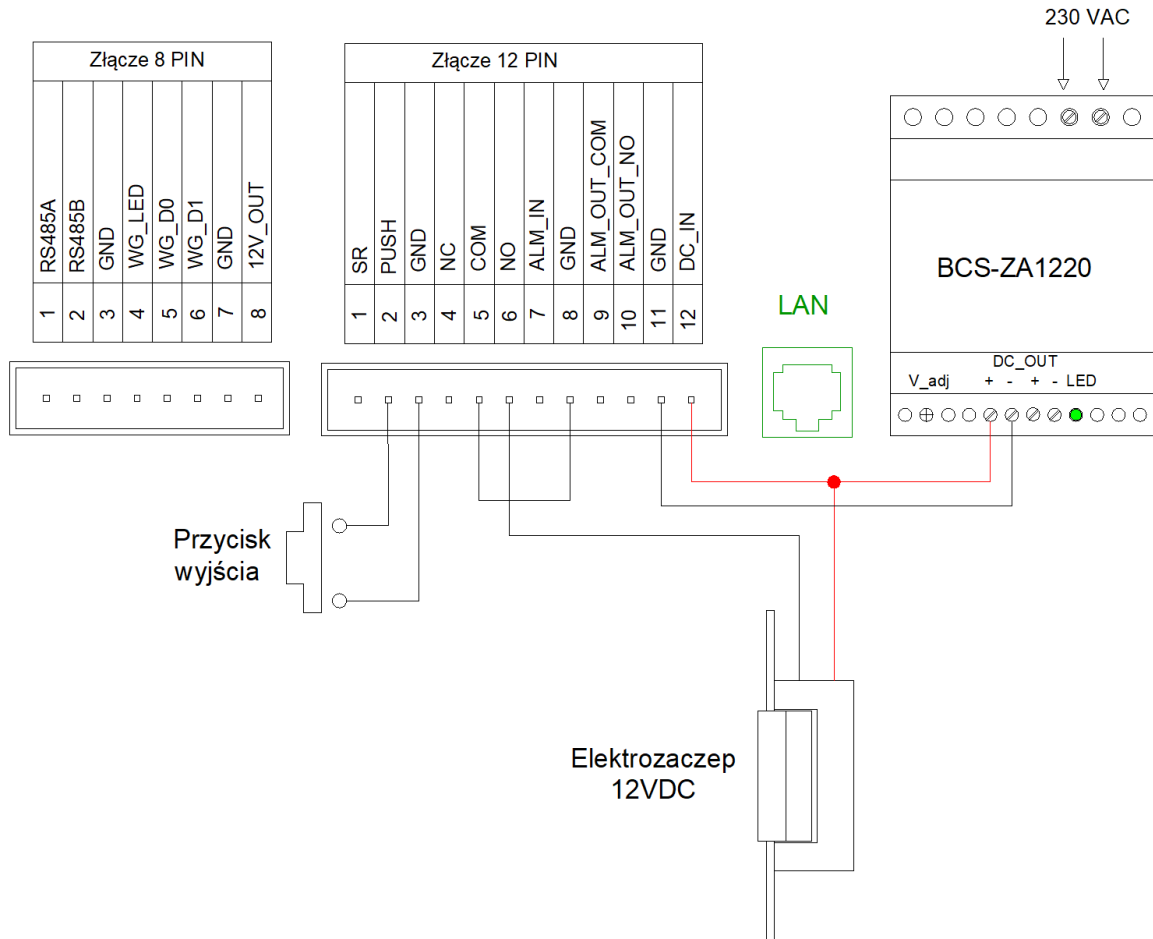 230 VAC
Złącze 8 PIN
RS485A
RS485B
GND
WG_LED
WG_D0
WG_D1
GND
12V_OUT
1
2
3
4
5
6
7
8
Złącze 12 PIN
SR
PUSH
GND
NC
COM
NO
ALM_IN
GND
ALM_OUT_COM
ALM_OUT_NO
GND
DC_IN
1
2
3
4
5
6
7
8
9
10
11
12
LAN
BCS-ZA1220
DC_OUT
V_adj + - + - LED
Przycisk
wyjścia
Elektrozaczep
12VDC